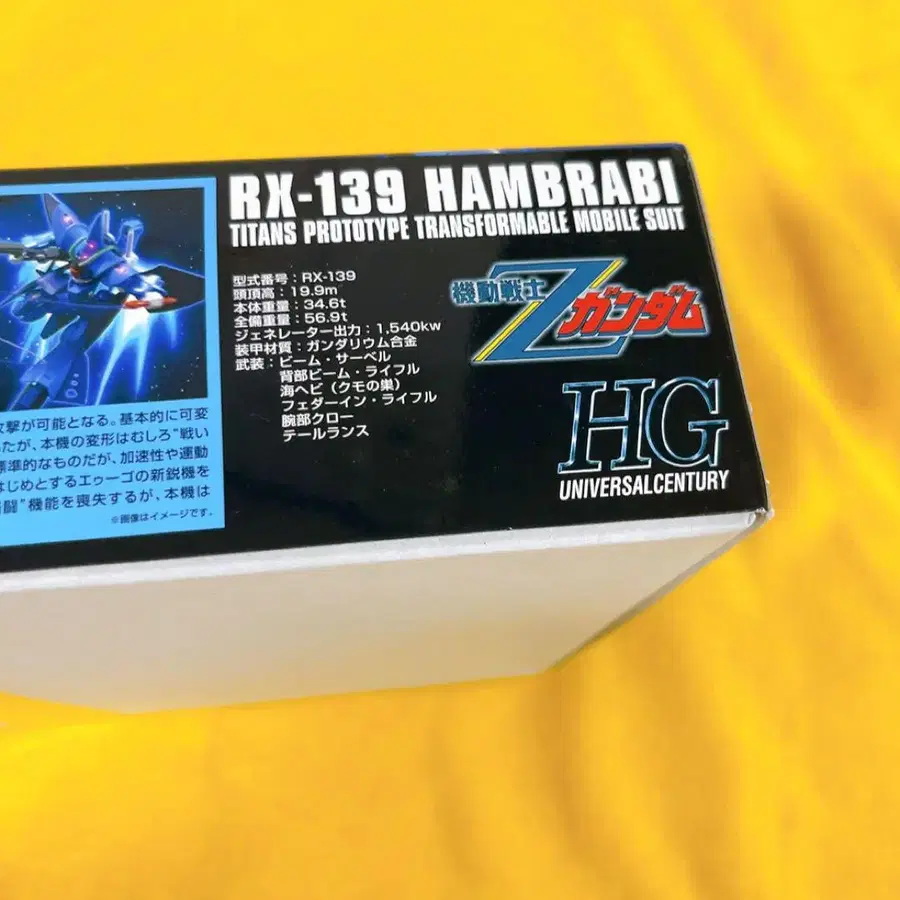 RX-139 HAMBRABI
TITANS PROTOTYPE TRANSFORMABLE MOBILE SUIT
型式番号：RX-139
頭頂高：19.9m
本体重量：34.6t
全備重量：56.9t
ジェネレーター出力：1,540kw
装甲材質：ガンダリウム合金
武装：ビーム・サーベル
背部ビーム・ライフル
海ヘビ（クモの巣）
フェダーイン・ライフル
腕部クロー
テールランス
機動戦士
Z ガンダム
HG
UNIVERSALCENTURY
攻撃が可能となる。基本的に可変
たが、本機の変形はむしろ"戦い
標準的なものだが、加速性や運動
はじめとするエゥーゴの新鋭機を
闘"機能を喪失するが、本機は
※画像はイメージです。